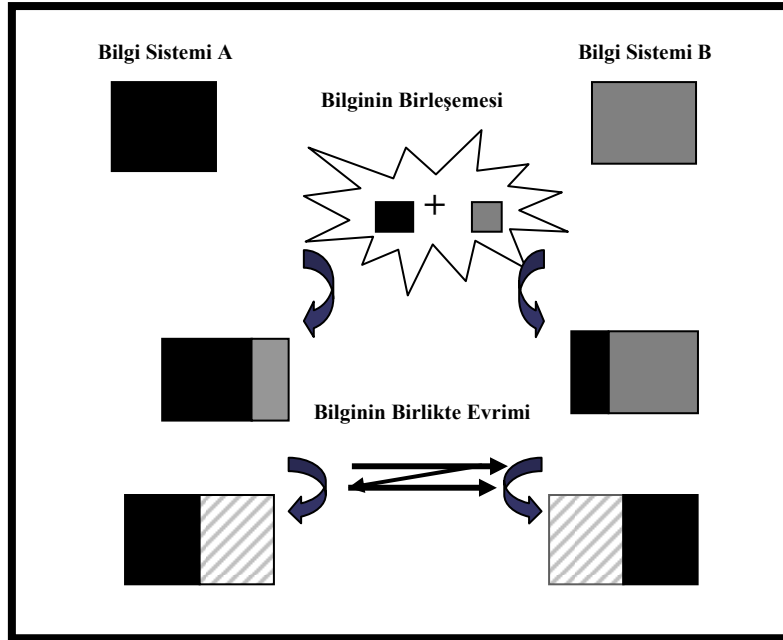 Bilgi Sistemi A
Bilgi Sistemi B
Bilginin Birleşemesi
+
Bilginin Birlikte Evrimi